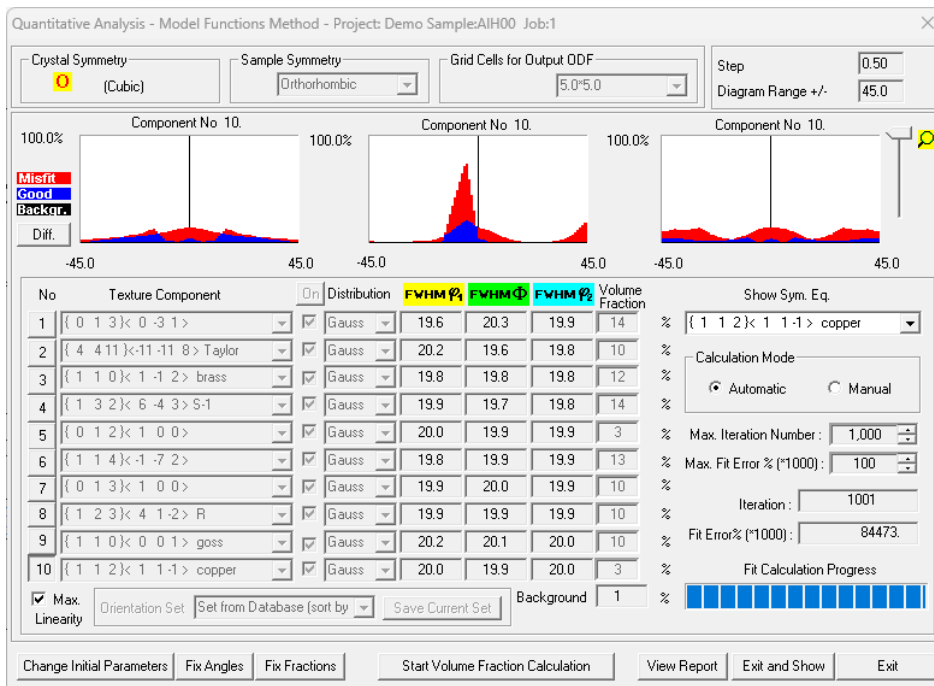 Quantitative Analysis - Model Functions Method - Project: Demo Sample:AlH00 Job:1
Crystal Symmetry
O (Cubic)
Sample Symmetry
Orthorhombic
Grid Cells for Output ODF
5.0*5.0
Step 0.50
Diagram Range +/- 45.0
Component No 10.
Component No 10.
Component No 10.
100.0%
100.0%
100.0%
Misfit
Good
Backgr.
Diff.
-45.0 45.0
-45.0 45.0
-45.0 45.0
No Texture Component On Distribution FWHM φ1 FWHM Φ FWHM φ2 Volume Fraction
1 { 0 1 3}< 0 -3 1> Gauss 19.6 20.3 19.9 14 %
2 { 4 4 11 }<-11 -11 8 > Taylor Gauss 20.2 19.6 19.8 10 %
3 { 1 1 0}< 1 -1 2> brass Gauss 19.8 19.8 19.8 12 %
4 { 1 3 2}< 6 -4 3> S-1 Gauss 19.9 19.7 19.8 14 %
5 { 0 1 2}< 1 0 0> Gauss 20.0 19.9 19.9 3 %
6 { 1 1 4}< -1 -7 2> Gauss 19.8 19.9 19.9 13 %
7 { 0 1 3}< 1 0 0> Gauss 19.9 20.0 19.9 10 %
8 { 1 2 3}< 4 1 -2> R Gauss 19.9 19.9 19.9 10 %
9 { 1 1 0}< 0 0 1> goss Gauss 20.2 20.1 20.0 10 %
10 { 1 1 2}< 1 1 -1> copper Gauss 20.0 19.9 20.0 3 %
Max. Linearity
Orientation Set Set from Database (sort by Save Current Set
Background 1 %
Show Sym. Eq.
{ 1 1 2}< 1 1 -1 > copper
Calculation Mode
Automatic Manual
Max. Iteration Number : 1,000
Max. Fit Error % (*1000) : 100
Iteration : 1001
Fit Error% (*1000) : 84473.
Fit Calculation Progress
Change Initial Parameters Fix Angles Fix Fractions Start Volume Fraction Calculation View Report Exit and Show Exit